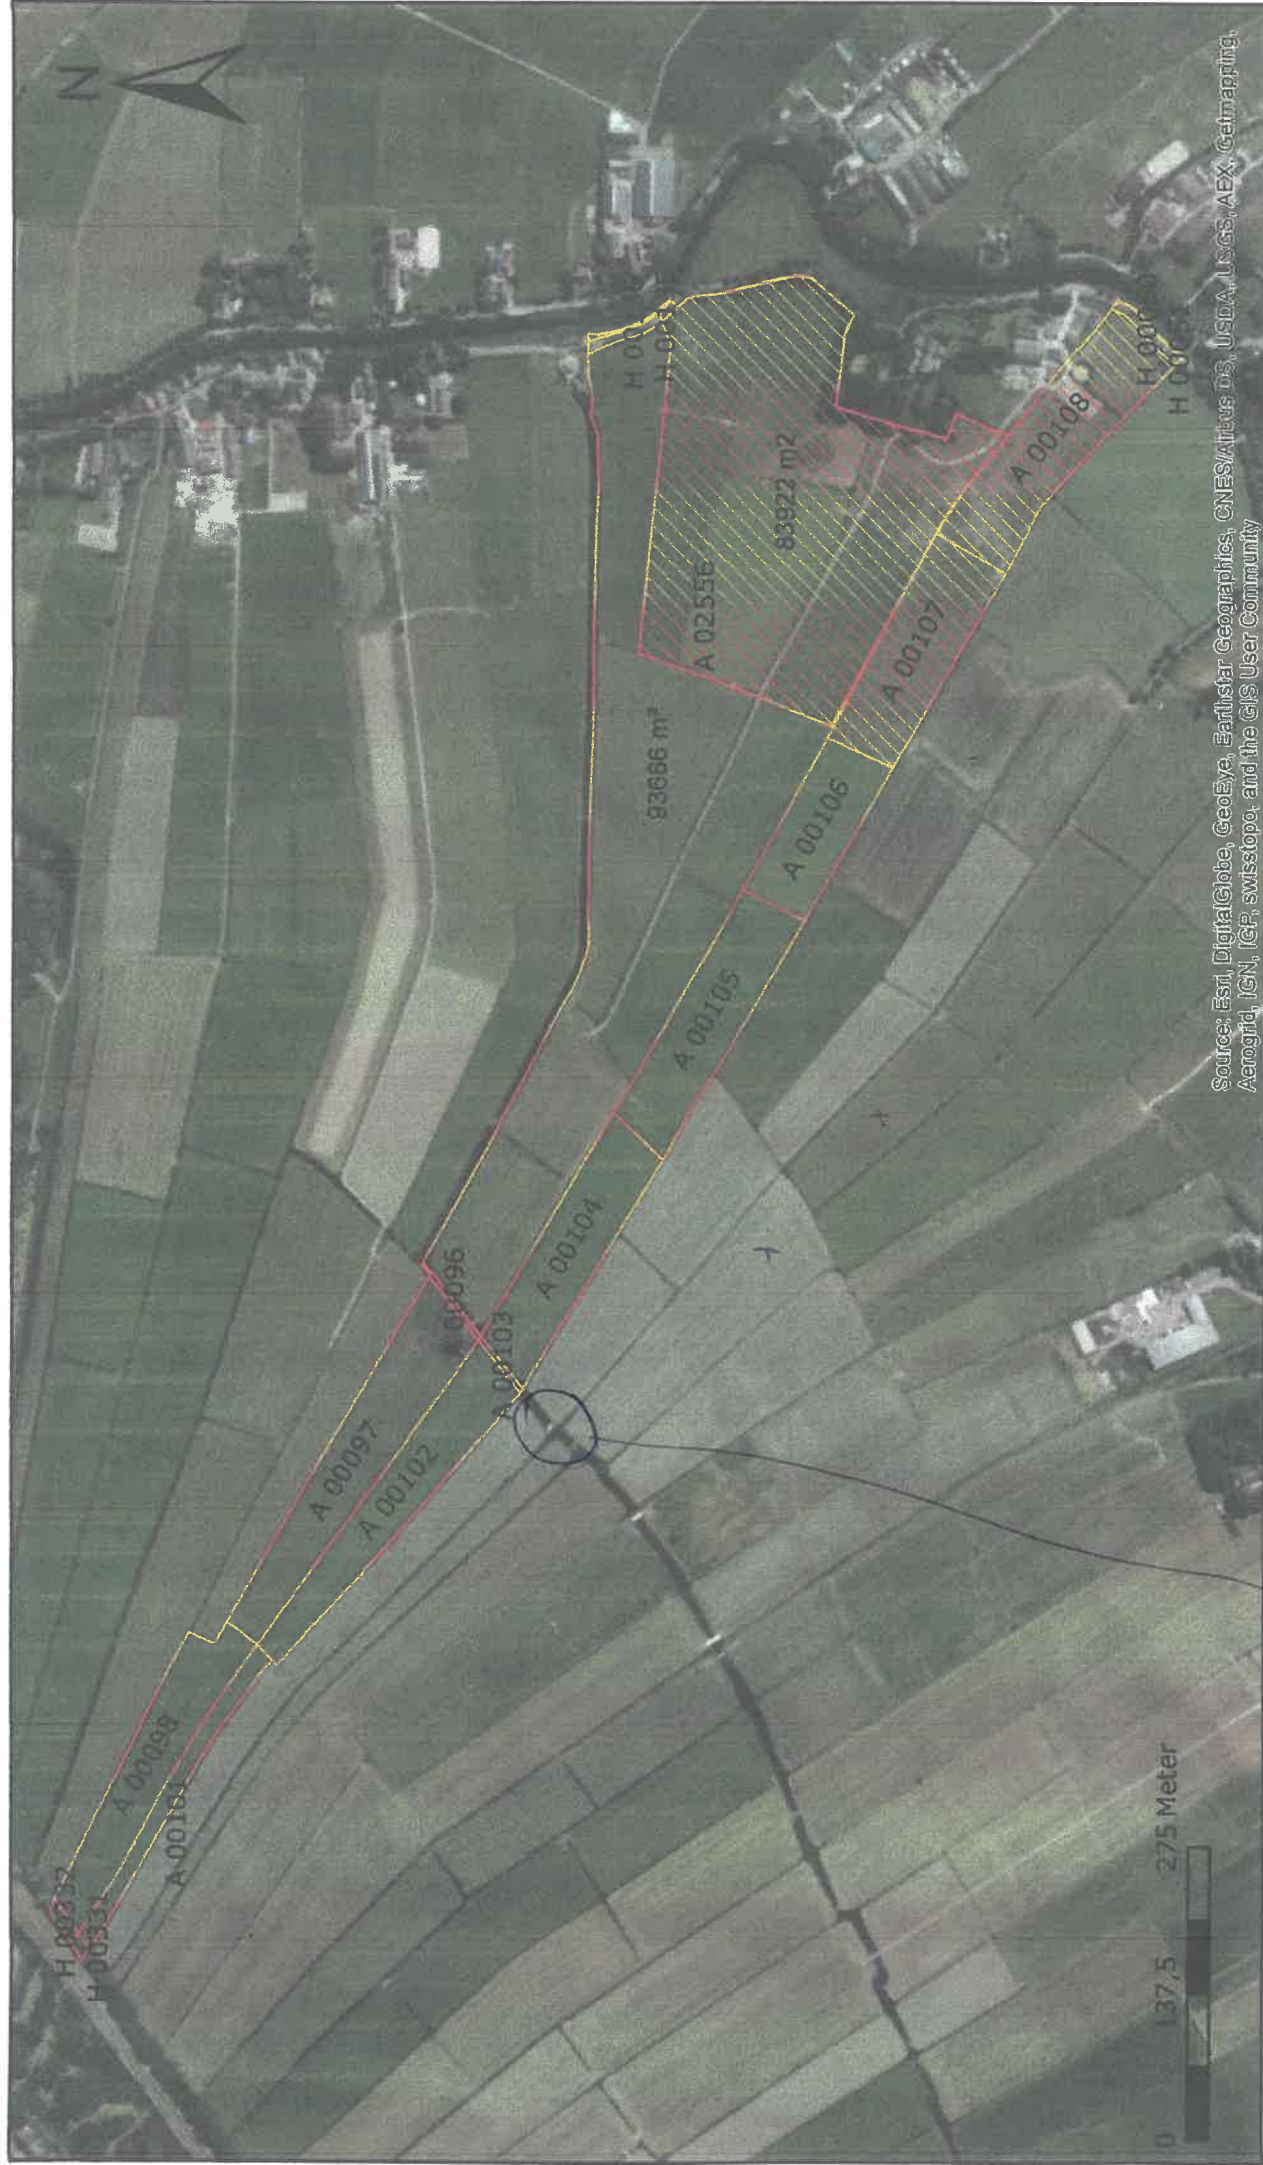 N
H 00337
H 00331
A 00098
A 00101
A 00097
A 00102
A 00096
A 00103
A 00104
A 00105
A 00106
93686 m²
A 02556
83922 m²
A 00107
A 00108
0 137,5 275 Meter
Source: Esri, DigitalGlobe, GeoEye, Earthstar Geographics, CNES/Airbus DS, USDA, USGS, AEX, Getmapping,
Aerogrid, IGN, IGP, swisstopo, and the GIS User Community